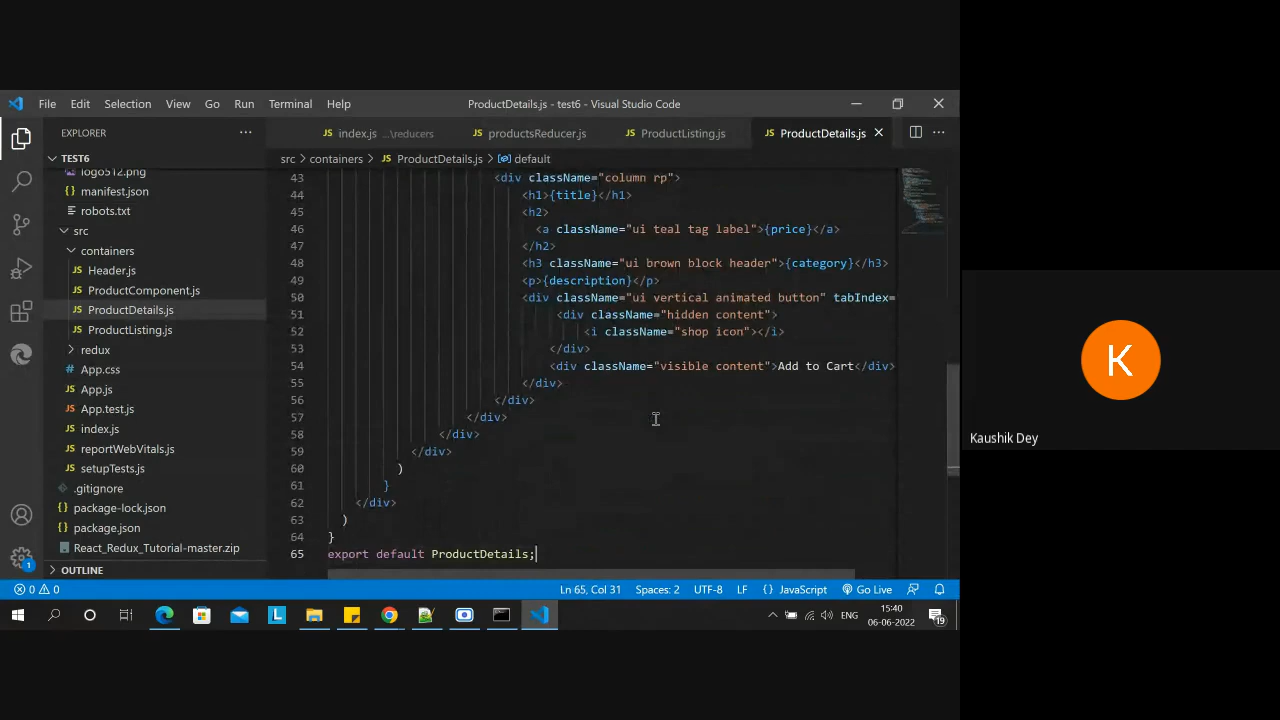 File Edit Selection View Go Run Terminal Help
ProductDetails.js - test6 - Visual Studio Code
EXPLORER
index.js ...\reducers
productsReducer.js
ProductListing.js
ProductDetails.js
TEST6
logo512.png
manifest.json
robots.txt
src
containers
Header.js
ProductComponent.js
ProductDetails.js
ProductListing.js
redux
App.css
App.js
App.test.js
index.js
reportWebVitals.js
setupTests.js
.gitignore
package-lock.json
package.json
React_Redux_Tutorial-master.zip
OUTLINE
src > containers > JS ProductDetails.js > default
43 <div className="column rp">
44 <h1>{title}</h1>
45 <h2>
46 <a className="ui teal tag label">{price}</a>
47 </h2>
48 <h3 className="ui brown block header">{category}</h3>
49 <p>{description}</p>
50 <div className="ui vertical animated button" tabIndex=
51 <div className="hidden content">
52 <i className="shop icon"></i>
53 </div>
54 <div className="visible content">Add to Cart</div>
55 </div>
56 </div>
57 </div>
58 </div>
59 </div>
60 )
61 }
62 </div>
63 )
64 }
65 export default ProductDetails;
0 0 Ln 65, Col 31 Spaces: 2 UTF-8 LF {} JavaScript Go Live
ENG
15:40
06-06-2022
19
K
Kaushik Dey